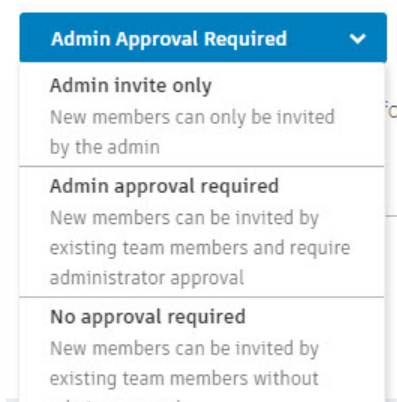 Admin Approval Required
Admin invite only
New members can only be invited
by the admin
Admin approval required
New members can be invited by
existing team members and require
administrator approval
No approval required
New members can be invited by
existing team members without